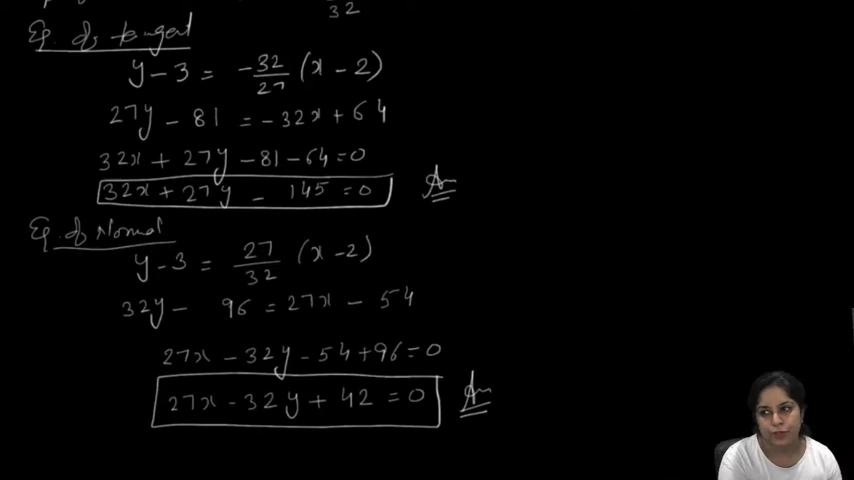 32
Eq. of tangent
y - 3 = -32/27 (x - 2)
27y - 81 = -32x + 64
32x + 27y - 81 - 64 = 0
32x + 27y - 145 = 0 An
Eq. of Normal
y - 3 = 27/32 (x - 2)
32y - 96 = 27x - 54
27x - 32y - 54 + 96 = 0
27x - 32y + 42 = 0 An